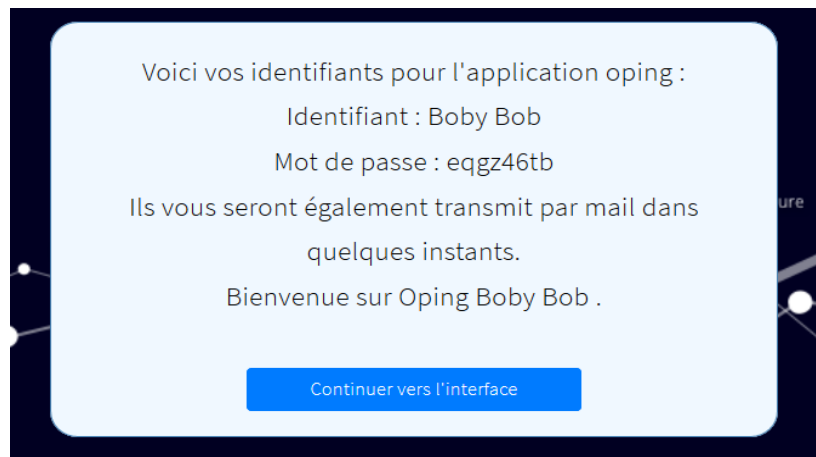 Voici vos identifiants pour l'application oping :
Identifiant : Boby Bob
Mot de passe : eqgz46tb
Ils vous seront également transmit par mail dans
quelques instants.
Bienvenue sur Oping Boby Bob .
ure
Continuer vers l'interface